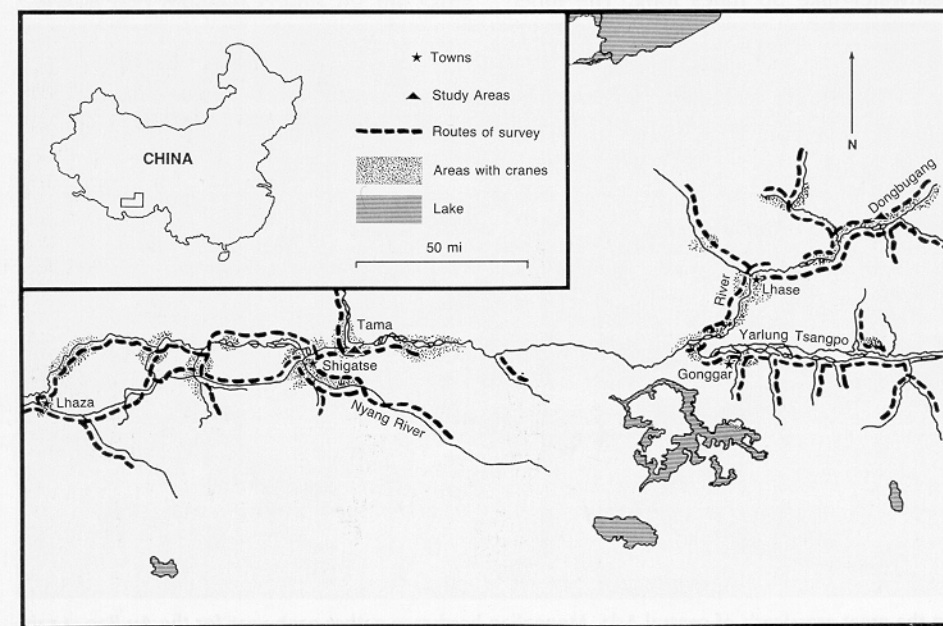 Towns
Study Areas
Routes of survey
Areas with cranes
Lake
50 mi
CHINA
N
Dongbugang
Lhase
River
Yarlung Tsangpo
Gonggar
Tama
Shigatse
Nyang River
Lhaza